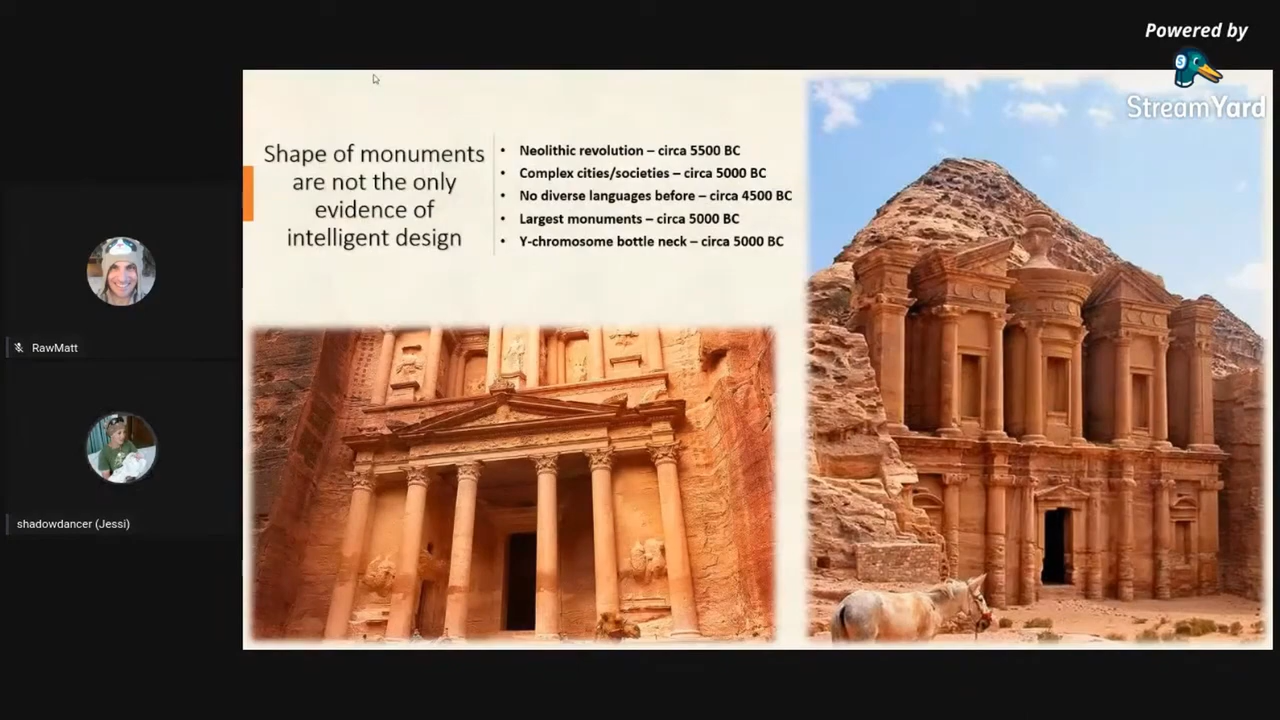 Powered by
StreamYard
Shape of monuments
are not the only
evidence of
intelligent design
• Neolithic revolution – circa 5500 BC
• Complex cities/societies – circa 5000 BC
• No diverse languages before – circa 4500 BC
• Largest monuments – circa 5000 BC
• Y-chromosome bottle neck – circa 5000 BC
RawMatt
shadowdancer (Jessi)